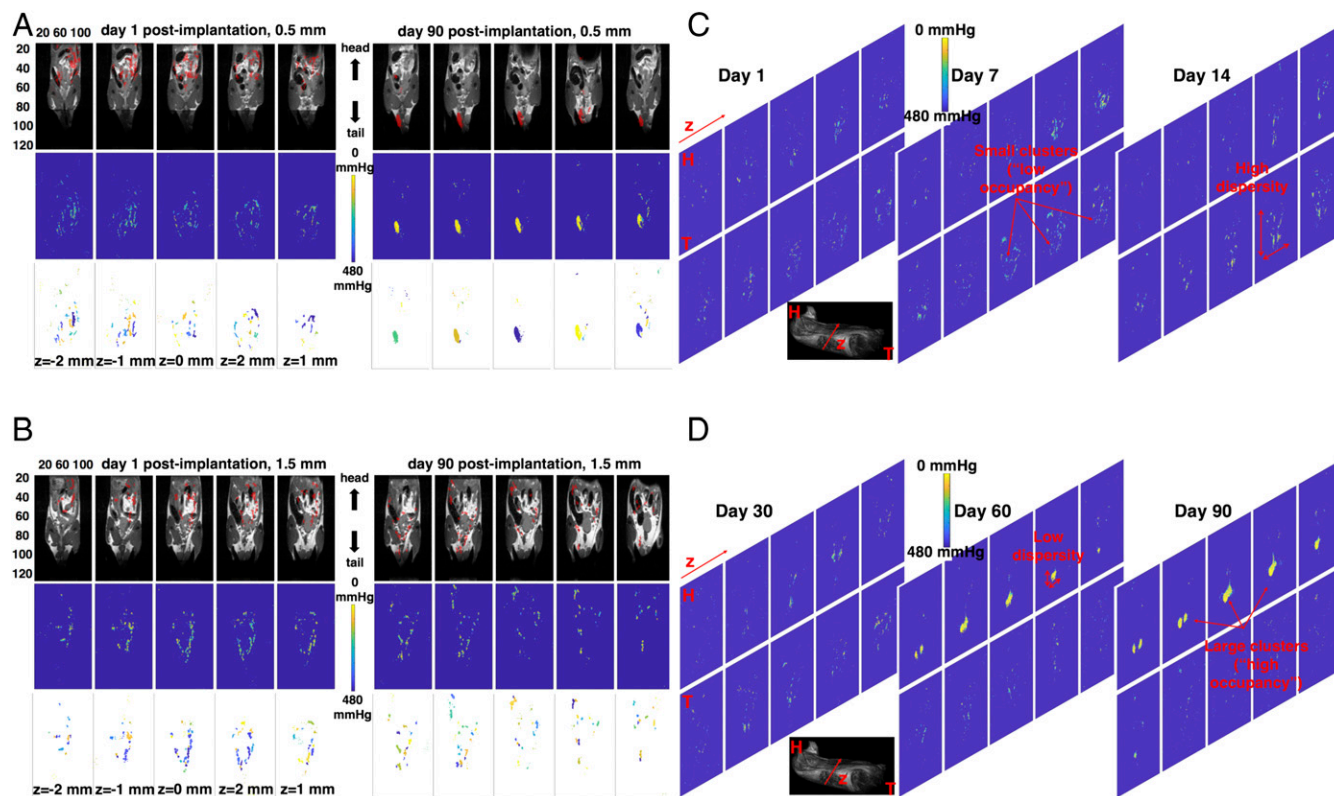 A
day 1 post-implantation, 0.5 mm
20 60 100
20
40
60
80
100
120
head
tail
0
mmHg
480
mmHg
day 90 post-implantation, 0.5 mm
z=-2 mm
z=-1 mm
z=0 mm
z=2 mm
z=1 mm
B
day 1 post-implantation, 1.5 mm
20 60 100
20
40
60
80
100
120
head
tail
0
mmHg
480
mmHg
day 90 post-implantation, 1.5 mm
z=-2 mm
z=-1 mm
z=0 mm
z=2 mm
z=1 mm
C
0 mmHg
480 mmHg
Day 1
Day 7
Day 14
z
H
T
Small clusters
("low
occupancy")
High
dispersity
H
z
T
D
0 mmHg
480 mmHg
Day 30
Day 60
Day 90
z
H
T
Low
dispersity
Large clusters
("high
occupancy")
H
z
T